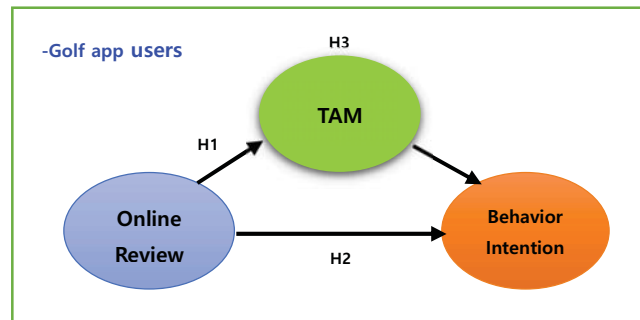 -Golf app users
H3
TAM
H1
Online
Review
Behavior
Intention
H2